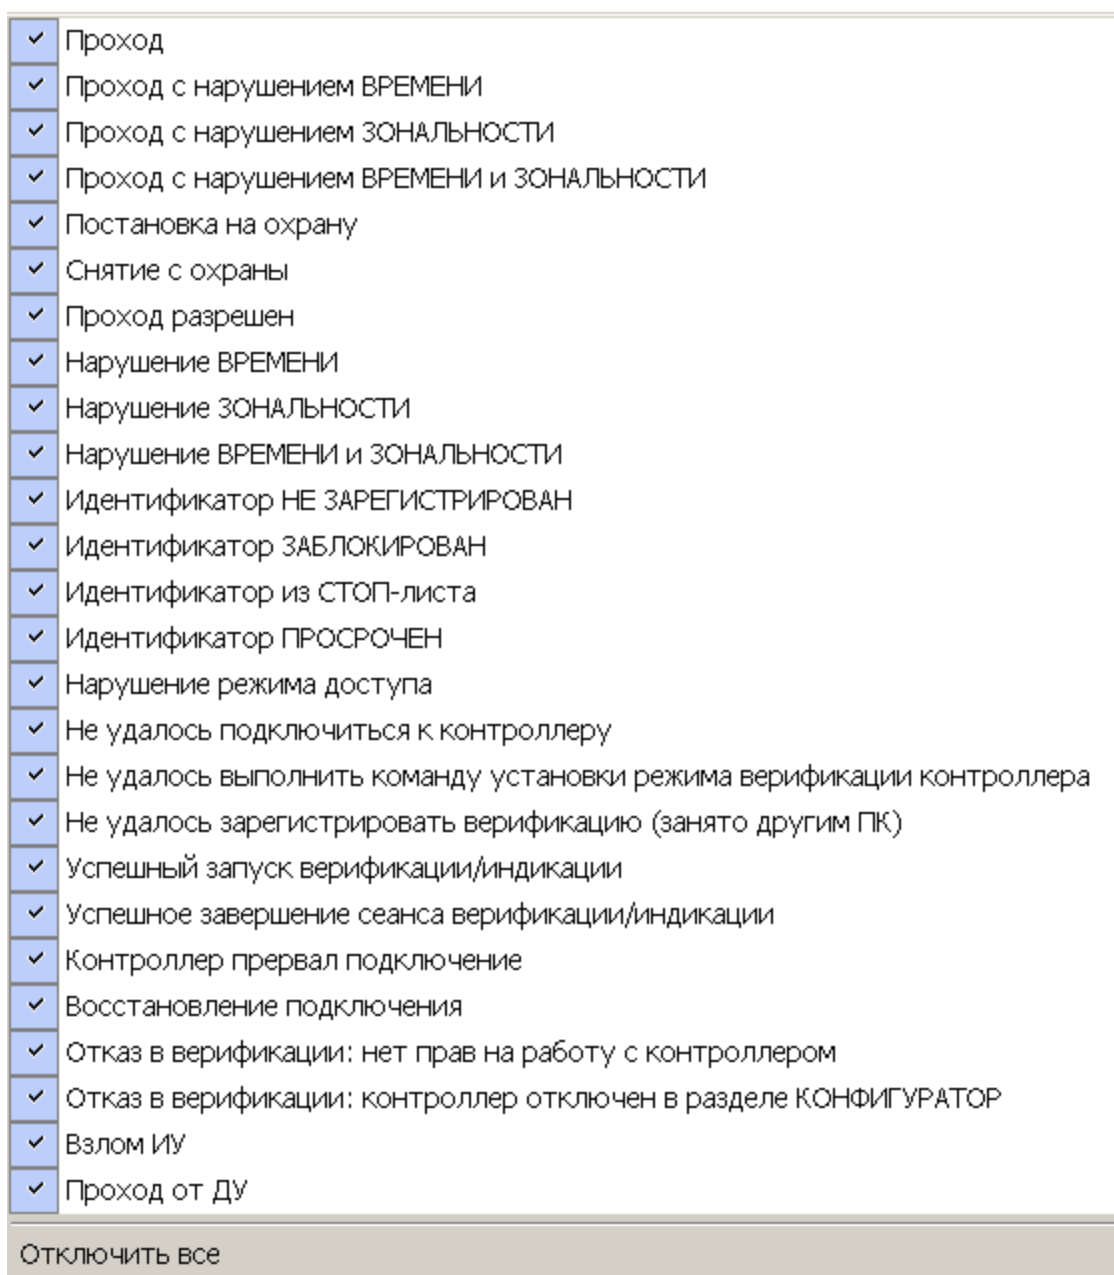 Проход
Проход с нарушением ВРЕМЕНИ
Проход с нарушением ЗОНАЛЬНОСТИ
Проход с нарушением ВРЕМЕНИ и ЗОНАЛЬНОСТИ
Постановка на охрану
Снятие с охраны
Проход разрешен
Нарушение ВРЕМЕНИ
Нарушение ЗОНАЛЬНОСТИ
Нарушение ВРЕМЕНИ и ЗОНАЛЬНОСТИ
Идентификатор НЕ ЗАРЕГИСТРИРОВАН
Идентификатор ЗАБЛОКИРОВАН
Идентификатор из СТОП-листа
Идентификатор ПРОСРОЧЕН
Нарушение режима доступа
Не удалось подключиться к контроллеру
Не удалось выполнить команду установки режима верификации контроллера
Не удалось зарегистрировать верификацию (занято другим ПК)
Успешный запуск верификации/индикации
Успешное завершение сеанса верификации/индикации
Контроллер прервал подключение
Восстановление подключения
Отказ в верификации: нет прав на работу с контроллером
Отказ в верификации: контроллер отключен в разделе КОНФИГУРАТОР
Взлом ИУ
Проход от ДУ
Отключить все